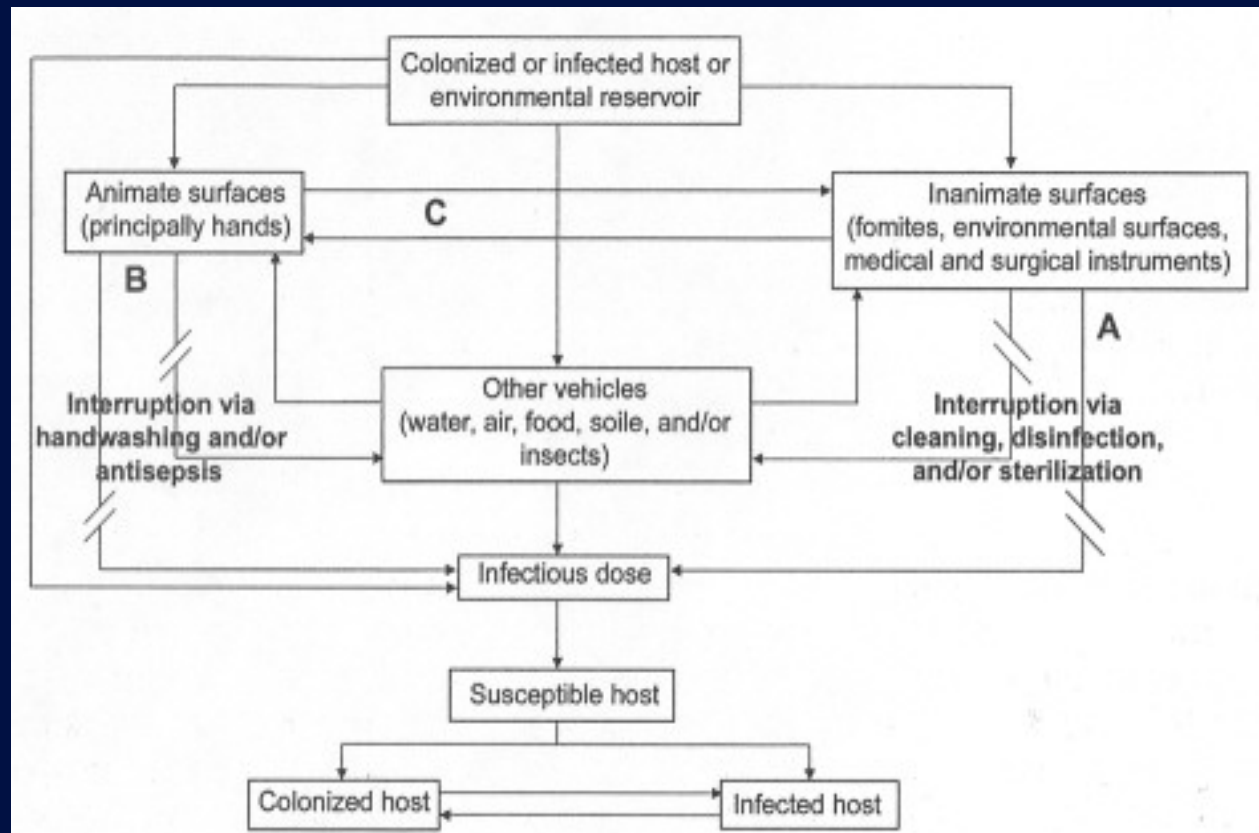 Colonized or infected host or
environmental reservoir
Animate surfaces
(principally hands)
C
Inanimate surfaces
(fomites, environmental surfaces,
medical and surgical instruments)
B
A
Other vehicles
(water, air, food, soile, and/or
insects)
Interruption via
handwashing and/or
antisepsis
Interruption via
cleaning, disinfection,
and/or sterilization
Infectious dose
Susceptible host
Colonized host
Infected host